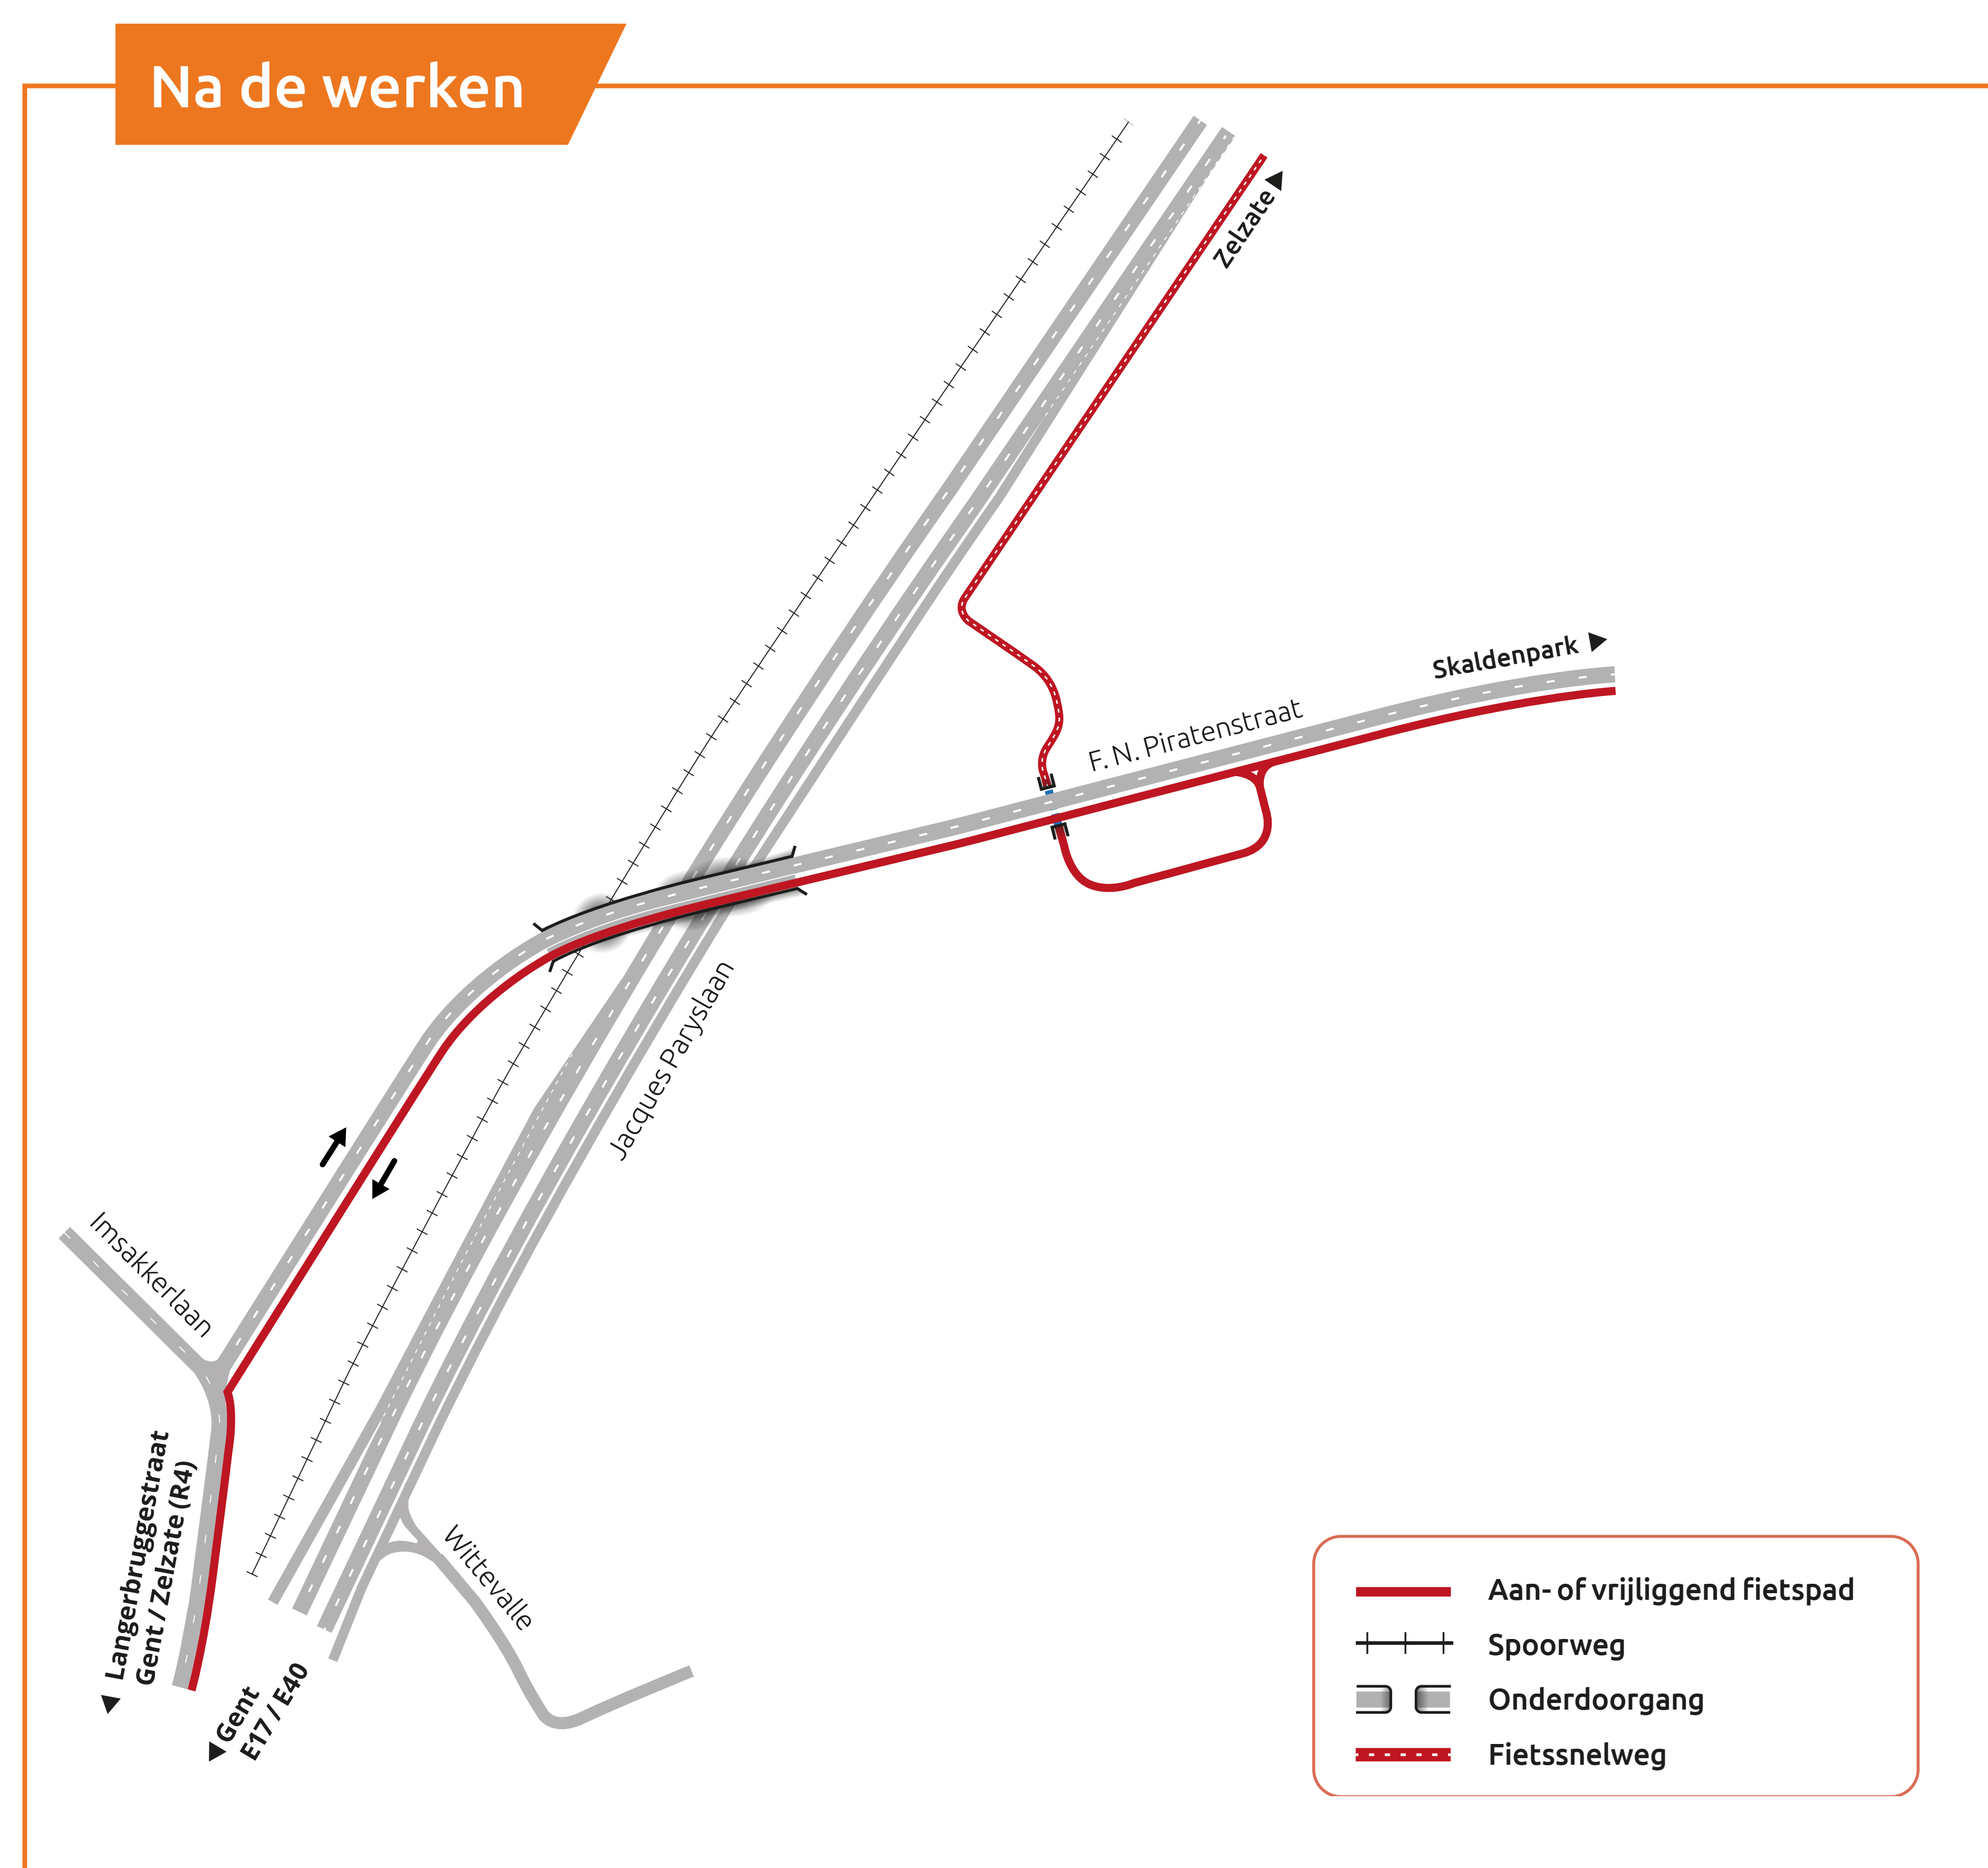 Na de werken
Zelzate
Skaldenpark
F. N. Piratenstraat
Jacques Paryslaan
Imsakkerlaan
Langerbruggestraat
Gent / Zelzate (R4)
Wittevalle
Gent
E17 / E40
Aan- of vrijliggend fietspad
Spoorweg
Onderdoorgang
Fietssnelweg